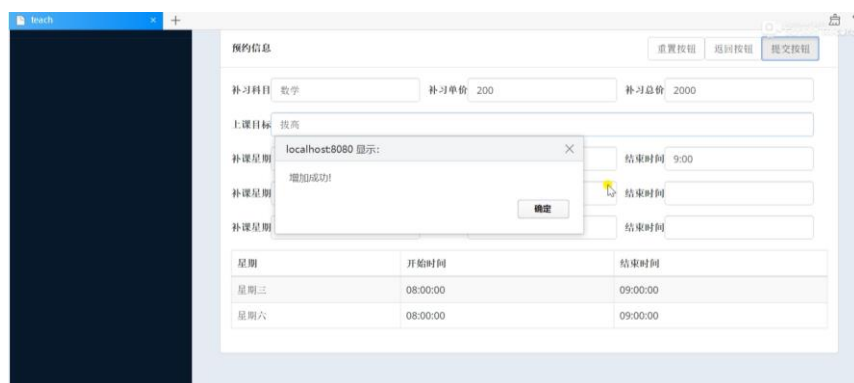 teach × +
预约信息 重置按钮 返回按钮 提交按钮
补习科目 数学 补习单价 200 补习总价 2000
上课目标 拔高
localhost:8080 显示:
增加成功!
确定
补课星期 结束时间 9:00
补课星期 结束时间
补课星期 结束时间
星期 开始时间 结束时间
星期三 08:00:00 09:00:00
星期六 08:00:00 09:00:00